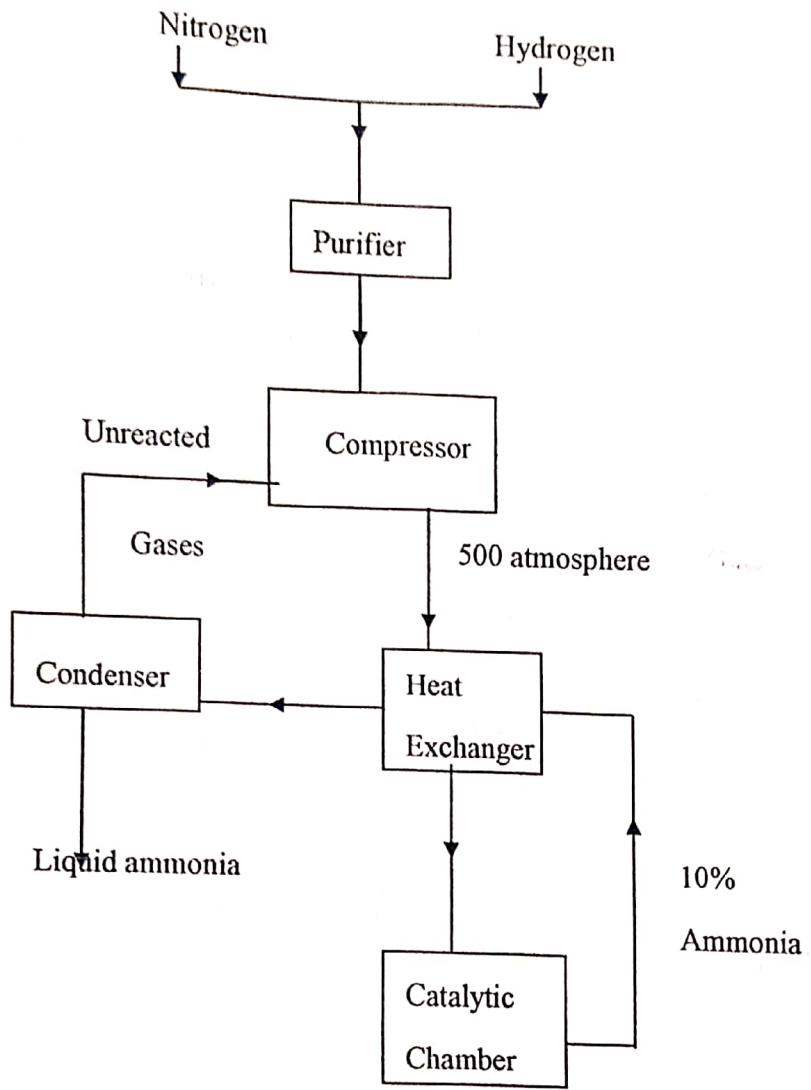 Nitrogen
Hydrogen
Purifier
Unreacted
Compressor
Gases
500 atmosphere
Condenser
Heat
Exchanger
Liquid ammonia
10%
Ammonia
Catalytic
Chamber